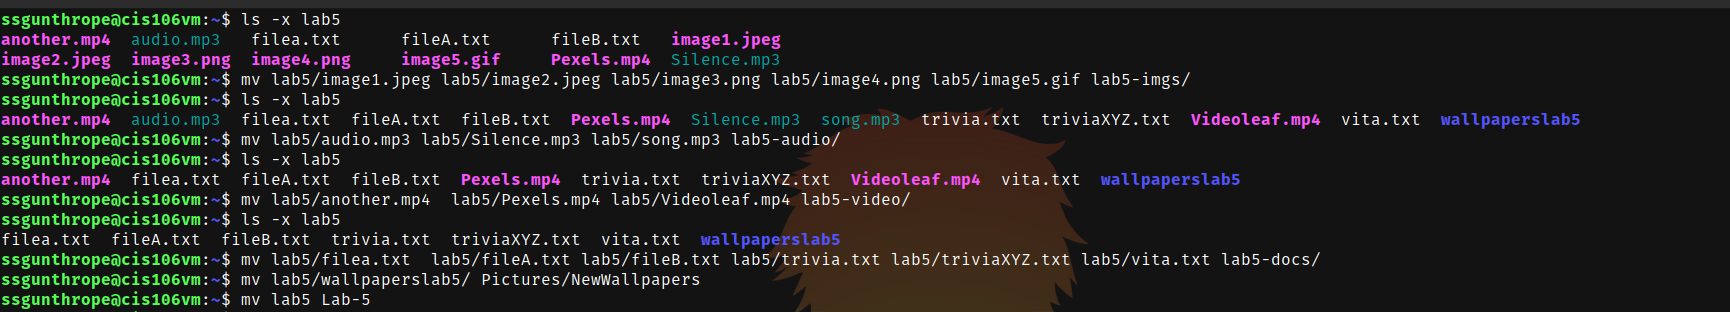 ssgunthrope@cis106vm:~$ ls -x lab5
another.mp4  audio.mp3   filea.txt      fileA.txt      fileB.txt   image1.jpeg
image2.jpeg  image3.png  image4.png     image5.gif     Pexels.mp4  Silence.mp3
ssgunthrope@cis106vm:~$ mv lab5/image1.jpeg lab5/image2.jpeg lab5/image3.png lab5/image4.png lab5/image5.gif lab5-imgs/
ssgunthrope@cis106vm:~$ ls -x lab5
another.mp4  audio.mp3  filea.txt  fileA.txt  fileB.txt  Pexels.mp4  Silence.mp3  song.mp3  trivia.txt  triviaXYZ.txt  Videoleaf.mp4  vita.txt  wallpaperslab5
ssgunthrope@cis106vm:~$ mv lab5/audio.mp3 lab5/Silence.mp3 lab5/song.mp3 lab5-audio/
ssgunthrope@cis106vm:~$ ls -x lab5
another.mp4  filea.txt  fileA.txt  fileB.txt  Pexels.mp4  trivia.txt  triviaXYZ.txt  Videoleaf.mp4  vita.txt  wallpaperslab5
ssgunthrope@cis106vm:~$ mv lab5/another.mp4  lab5/Pexels.mp4 lab5/Videoleaf.mp4 lab5-video/
ssgunthrope@cis106vm:~$ ls -x lab5
filea.txt  fileA.txt  fileB.txt  trivia.txt  triviaXYZ.txt  vita.txt  wallpaperslab5
ssgunthrope@cis106vm:~$ mv lab5/filea.txt  lab5/fileA.txt lab5/fileB.txt lab5/trivia.txt lab5/triviaXYZ.txt lab5/vita.txt lab5-docs/
ssgunthrope@cis106vm:~$ mv lab5/wallpaperslab5/ Pictures/NewWallpapers
ssgunthrope@cis106vm:~$ mv lab5 Lab-5